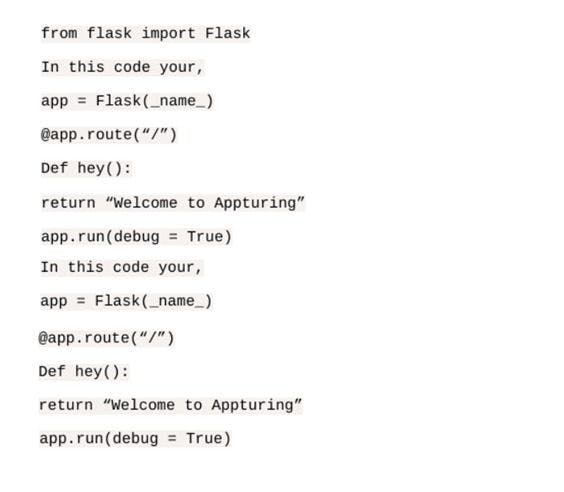 from flask import Flask
In this code your,
app = Flask(_name_)
@app.route(“/”)
Def hey():
return “Welcome to Appturing”
app.run(debug = True)
In this code your,
app = Flask(_name_)
@app.route(“/”)
Def hey():
return “Welcome to Appturing”
app.run(debug = True)